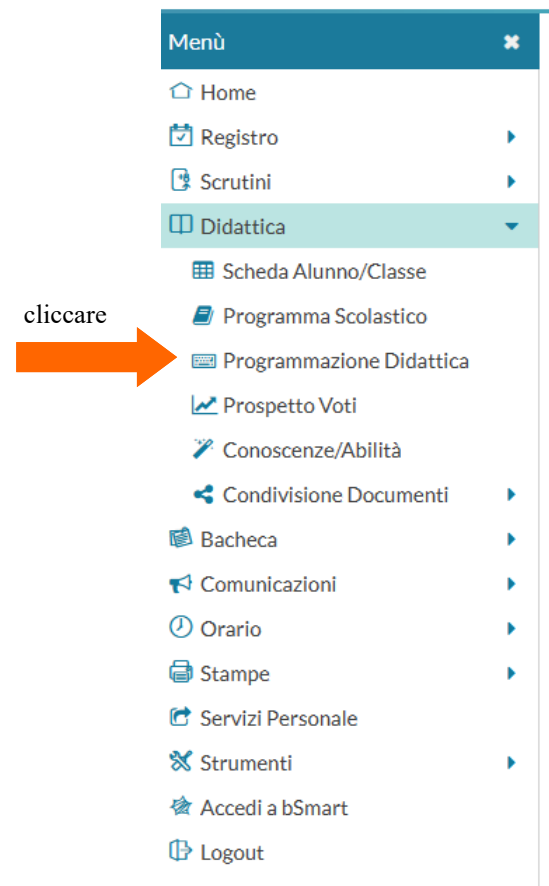 Menù
Home
Registro
Scrutini
Didattica
Scheda Alunno/Classe
cliccare
Programma Scolastico
Programmazione Didattica
Prospetto Voti
Conoscenze/Abilità
Condivisione Documenti
Bacheca
Comunicazioni
Orario
Stampe
Servizi Personale
Strumenti
Accedi a bSmart
Logout